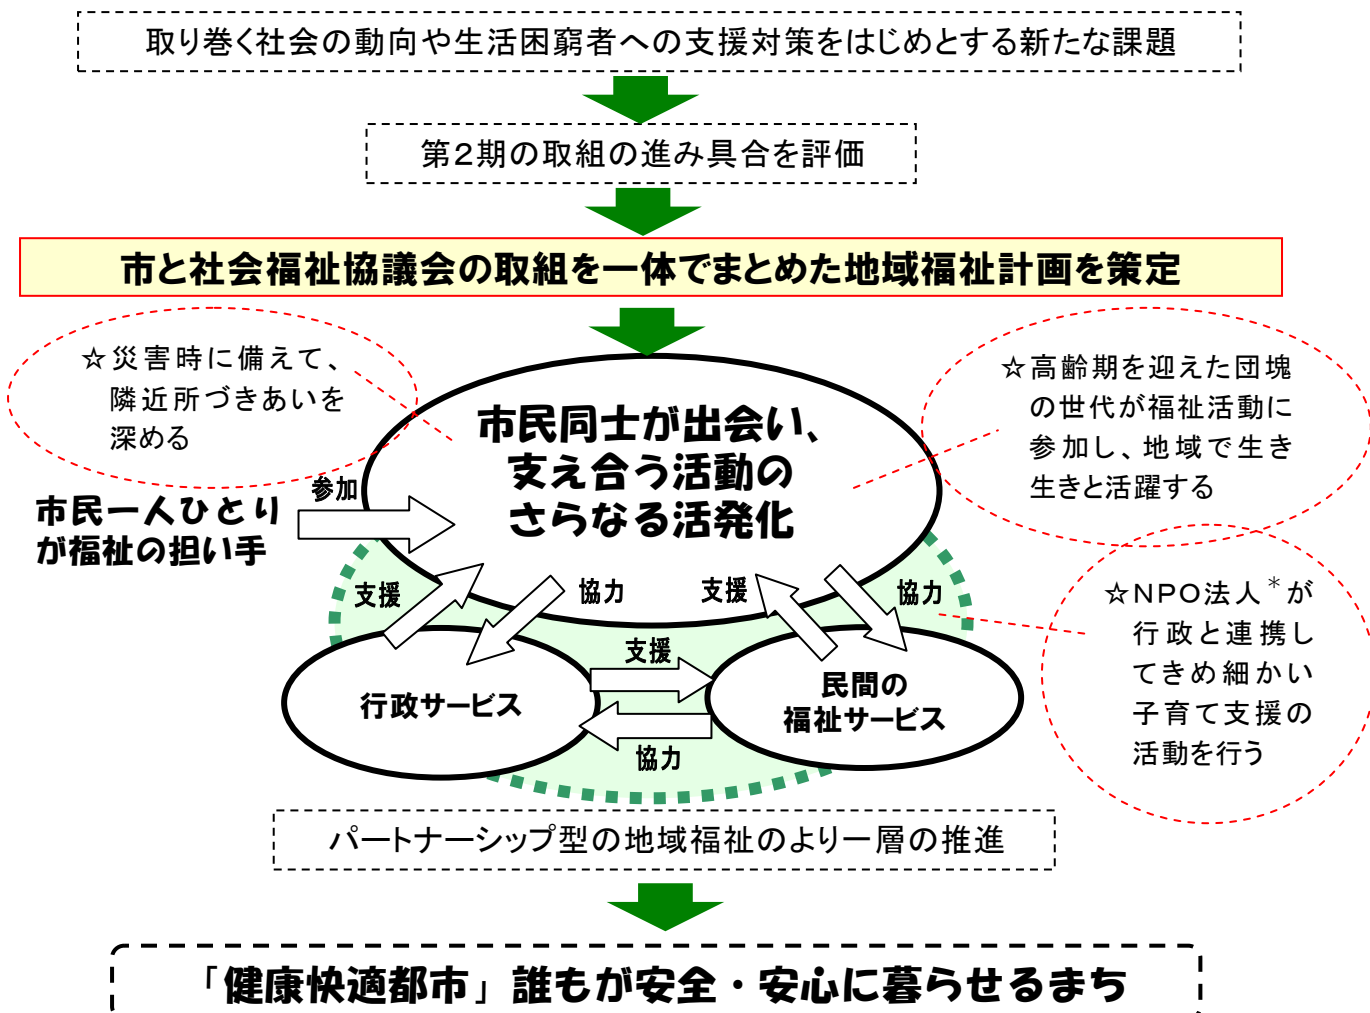 取り巻く社会の動向や生活困窮者への支援対策をはじめとする新たな課題
第2期の取組の進み具合を評価
市と社会福祉協議会の取組を一体でまとめた地域福祉計画を策定
☆災害時に備えて、
隣近所づきあいを
深める
☆高齢期を迎えた団塊
の世代が福祉活動に
参加し、地域で生き
生きと活躍する
市民同士が出会い、
支え合う活動の
さらなる活発化
参加
市民一人ひとり
が福祉の担い手
支援
協力
支援
協力
☆NPO法人*が
行政と連携し
てきめ細かい
子育て支援の
活動を行う
支援
行政サービス
民間の
福祉サービス
協力
パートナーシップ型の地域福祉のより一層の推進
「健康快適都市」誰もが安全・安心に暮らせるまち